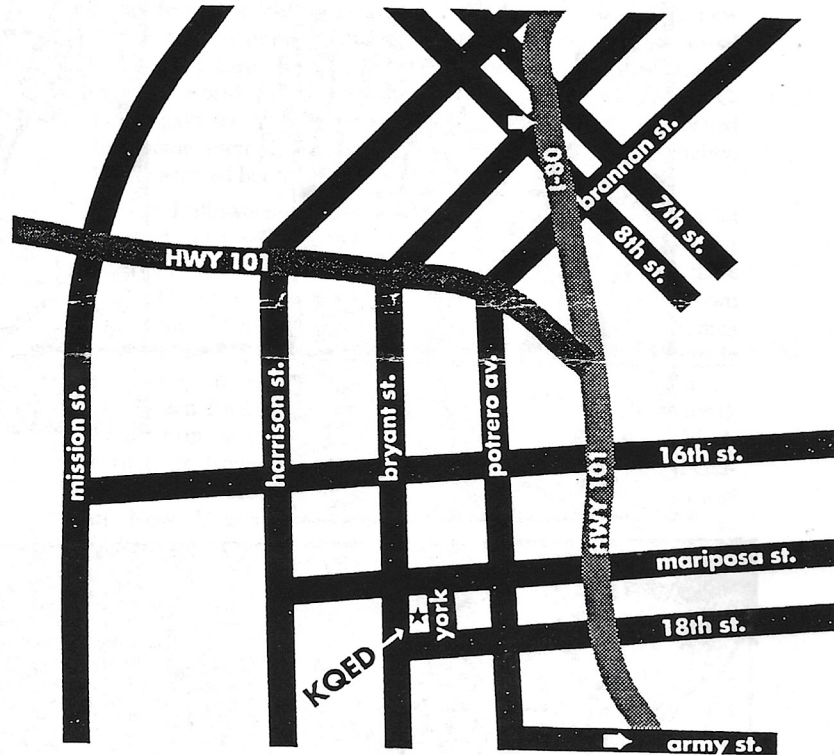 I-80
brannan st.
7th st.
8th st.
HWY 101
mission st.
harrison st.
bryant st.
potrero av.
16th st.
HWY 101
mariposa st.
york
18th st.
KQED
army st.